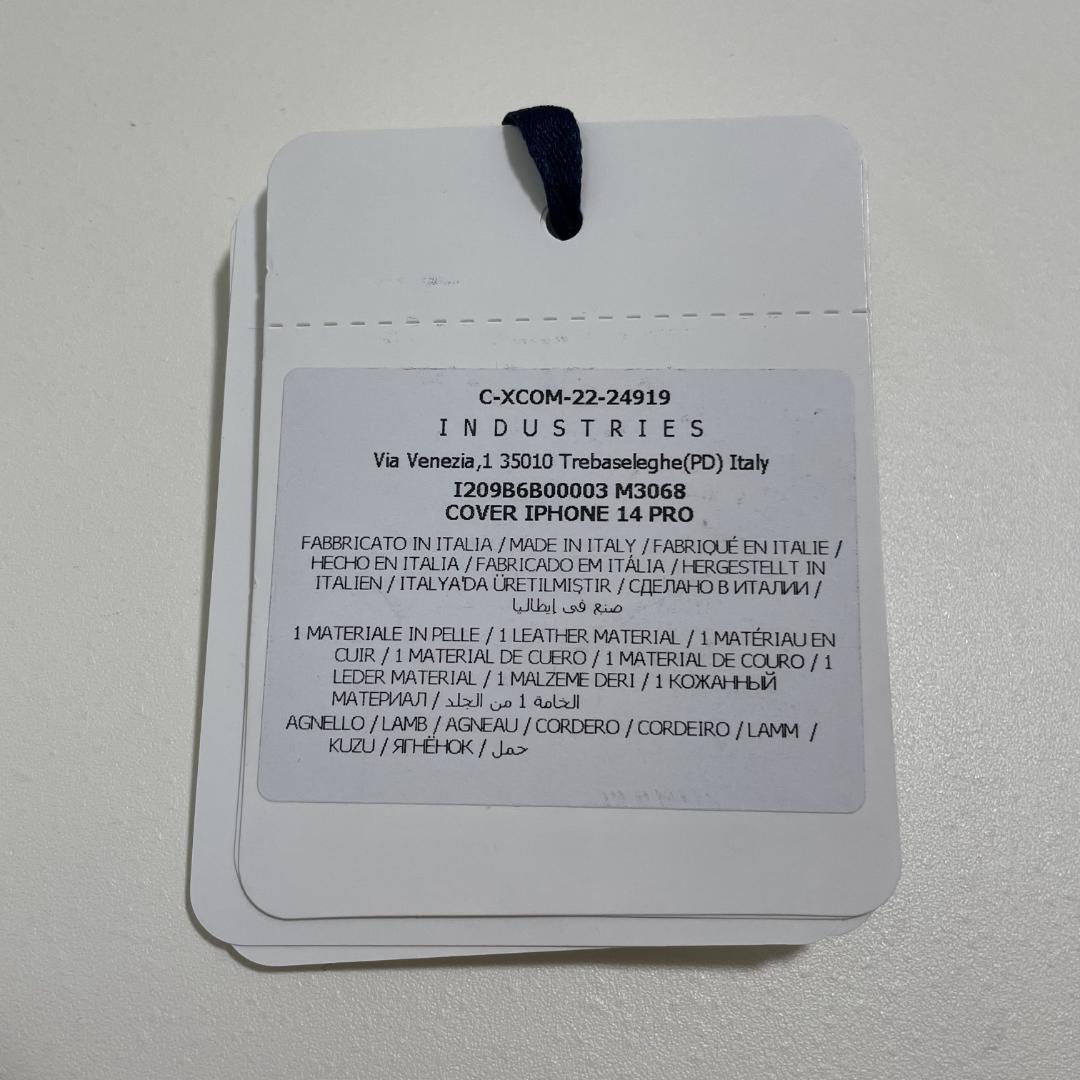 C-XCOM-22-24919
INDUSTRIES
Via Venezia,1 35010 Trebaseleghe(PD) Italy
I209B6B00003 M3068
COVER IPHONE 14 PRO
FABBRICATO IN ITALIA / MADE IN ITALY / FABRIQUÉ EN ITALIE /
HECHO EN ITALIA / FABRICADO EM ITÁLIA / HERGESTELLT IN
ITALIEN / ITALYA'DA ÜRETILMIŞTIR / СДЕЛАНО В ИТАЛИИ /
صنع فى إيطاليا
1 MATERIALE IN PELLE / 1 LEATHER MATERIAL / 1 MATÉRIAU EN
CUIR / 1 MATERIAL DE CUERO / 1 MATERIAL DE COURO / 1
LEDER MATERIAL / 1 MALZEME DERI / 1 КОЖАННЫЙ
МАТЕРИАЛ / الخامة 1 من الجلد
AGNELLO / LAMB / AGNEAU / CORDERO / CORDEIRO / LAMM /
KUZU / ЯГНЁНОК / حمل